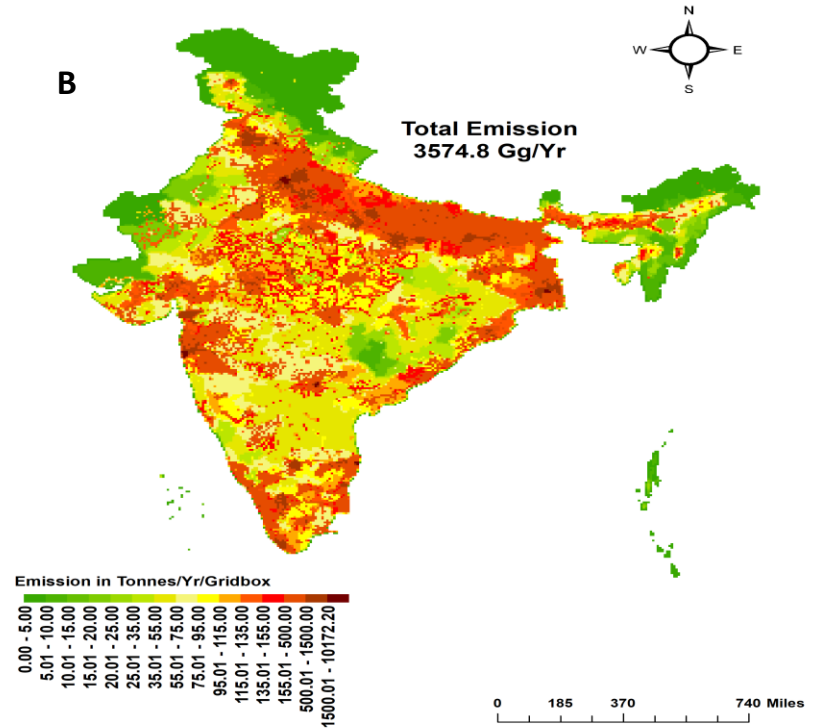 N
W E
S
B
Total Emission
3574.8 Gg/Yr
Emission in Tonnes/Yr/Gridbox
0.00 - 5.00
5.01 - 10.00
10.01 - 15.00
15.01 - 20.00
20.01 - 25.00
25.01 - 35.00
35.01 - 55.00
55.01 - 75.00
75.01 - 95.00
95.01 - 115.00
115.01 - 135.00
135.01 - 155.00
155.01 - 500.00
500.01 - 1500.00
1500.01 - 10172.20
0 185 370 740 Miles